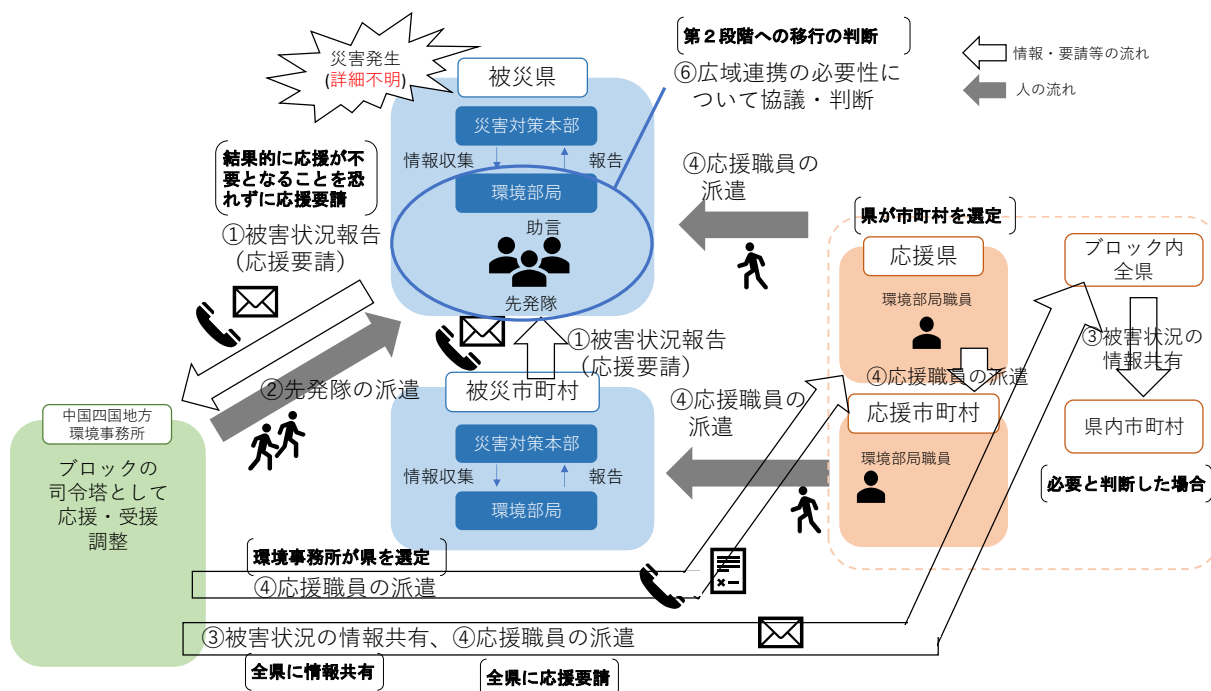 災害発生
(詳細不明)
被災県
災害対策本部
情報収集
報告
環境部局
助言
先発隊
第2段階への移行の判断
⑥広域連携の必要性に
ついて協議・判断
情報・要請等の流れ
人の流れ
結果的に応援が不
要となることを恐
れずに応援要請
①被害状況報告
(応援要請)
②先発隊の派遣
①被害状況報告
(応援要請)
④応援職員の
派遣
県が市町村を選定
応援県
環境部局職員
④応援職員の派遣
応援市町村
環境部局職員
ブロック内
全県
③被害状況の
情報共有
県内市町村
必要と判断した場合
被災市町村
災害対策本部
情報収集
報告
環境部局
④応援職員の
派遣
中国四国地方
環境事務所
ブロックの
司令塔として
応援・受援
調整
環境事務所が県を選定
④応援職員の派遣
③被害状況の情報共有、④応援職員の派遣
全県に情報共有
全県に応援要請